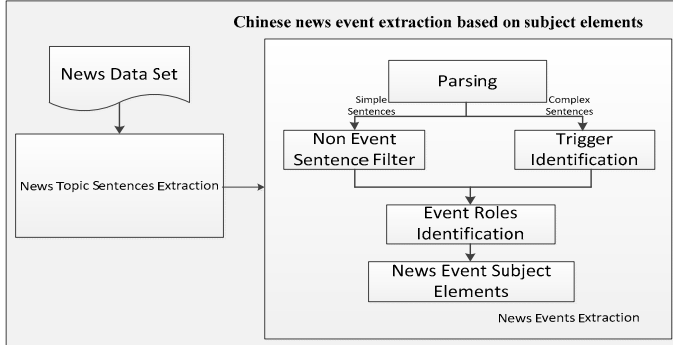 Chinese news event extraction based on subject elements
News Data Set
News Topic Sentences Extraction
Parsing
Simple
Sentences
Complex
Sentences
Non Event
Sentence Filter
Trigger
Identification
Event Roles
Identification
News Event Subject
Elements
News Events Extraction